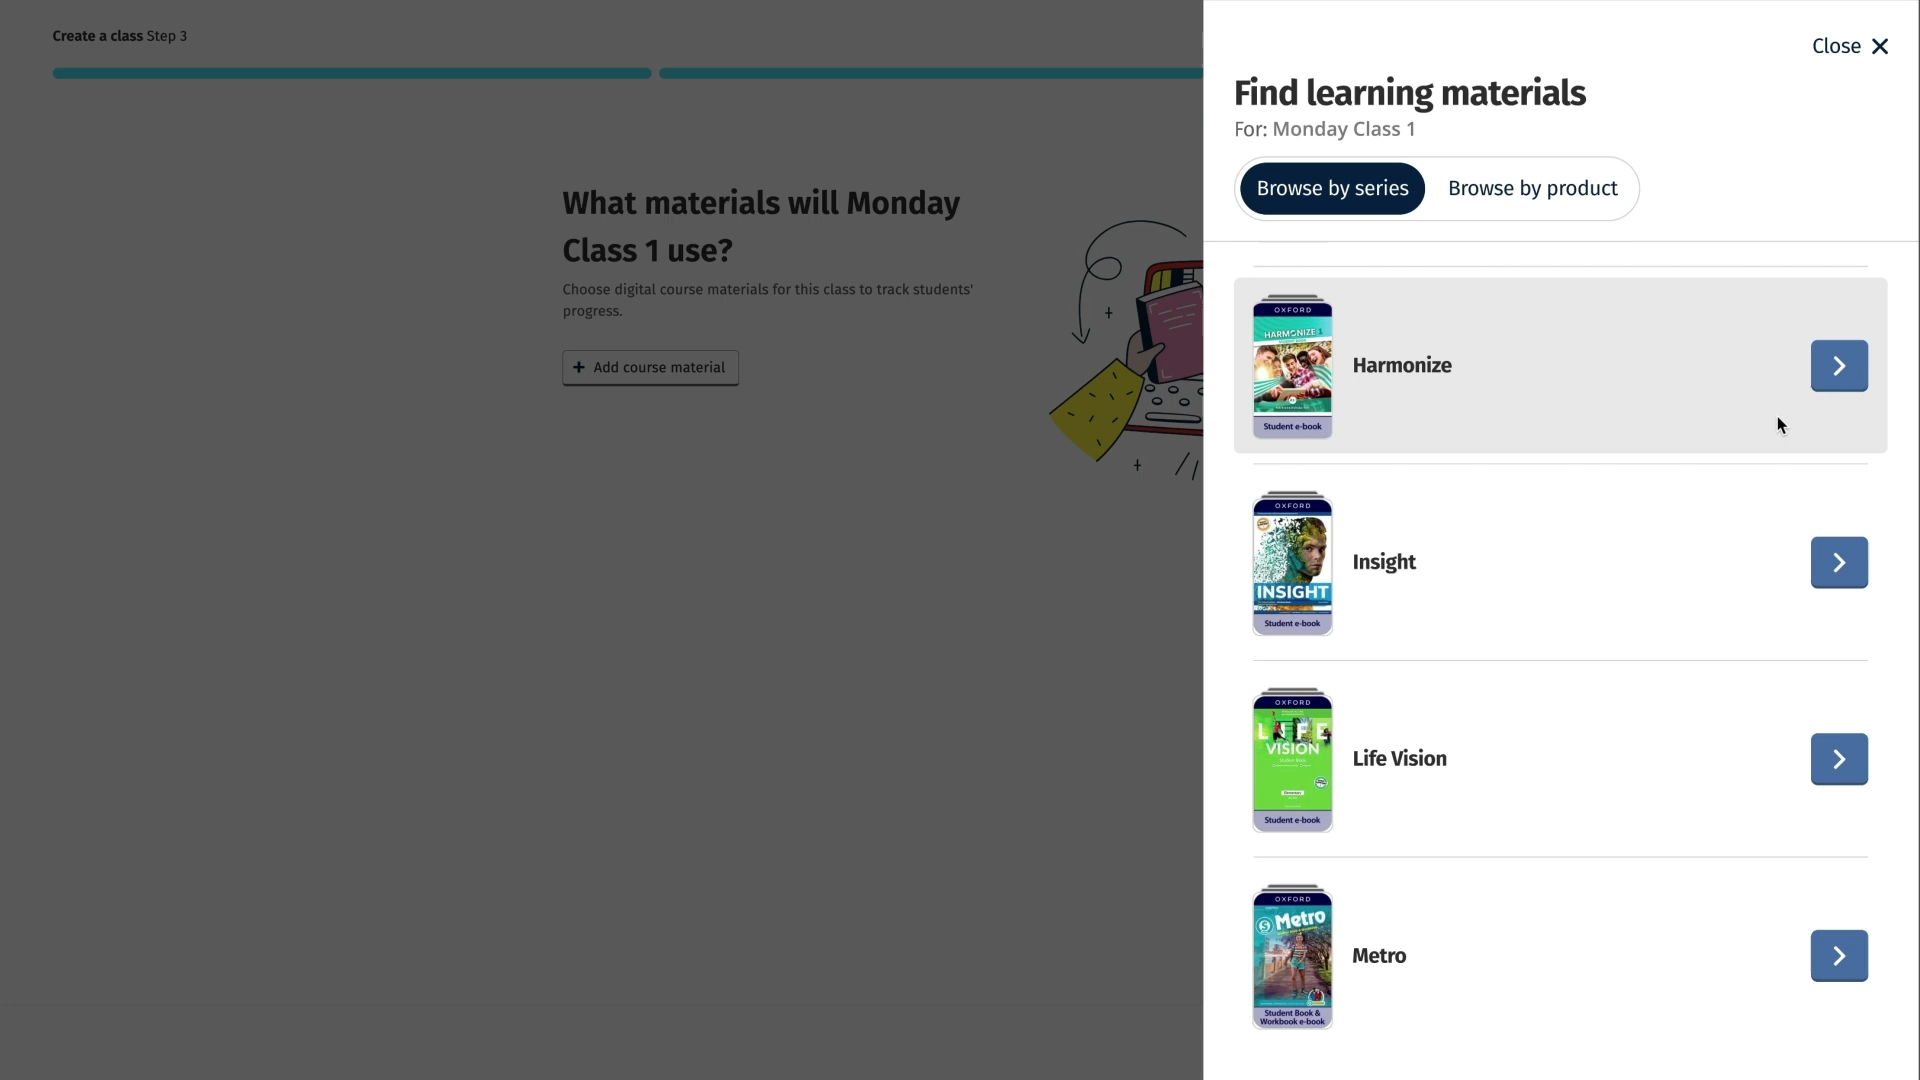 Create a class Step 3
What materials will Monday
Class 1 use?
Choose digital course materials for this class to track students'
progress.
+ Add course material
Close ✕
Find learning materials
For: Monday Class 1
Browse by series
Browse by product
OXFORD
HARMONIZE 1
Student e-book
Harmonize
OXFORD
INSIGHT
Student e-book
Insight
OXFORD
LIFE
VISION
Student e-book
Life Vision
OXFORD
5 Metro
Student Book &
Workbook e-book
Metro